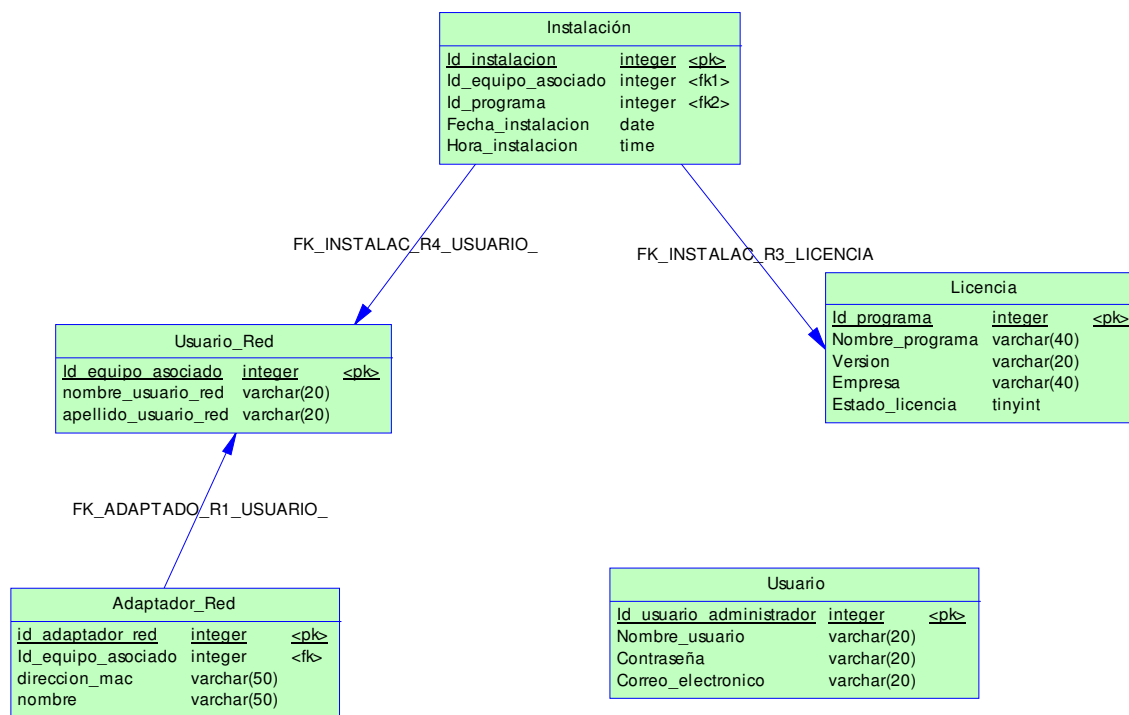 Instalación
Id_instalacion integer <pk>
Id_equipo_asociado integer <fk1>
Id_programa integer <fk2>
Fecha_instalacion date
Hora_instalacion time
FK_INSTALAC_R4_USUARIO_
FK_INSTALAC_R3_LICENCIA
Licencia
Id_programa integer <pk>
Nombre_programa varchar(40)
Version varchar(20)
Empresa varchar(40)
Estado_licencia tinyint
Usuario_Red
Id_equipo_asociado integer <pk>
nombre_usuario_red varchar(20)
apellido_usuario_red varchar(20)
FK_ADAPTADO_R1_USUARIO_
Adaptador_Red
id_adaptador_red integer <pk>
Id_equipo_asociado integer <fk>
direccion_mac varchar(50)
nombre varchar(50)
Usuario
Id_usuario_administrador integer <pk>
Nombre_usuario varchar(20)
Contraseña varchar(20)
Correo_electronico varchar(20)